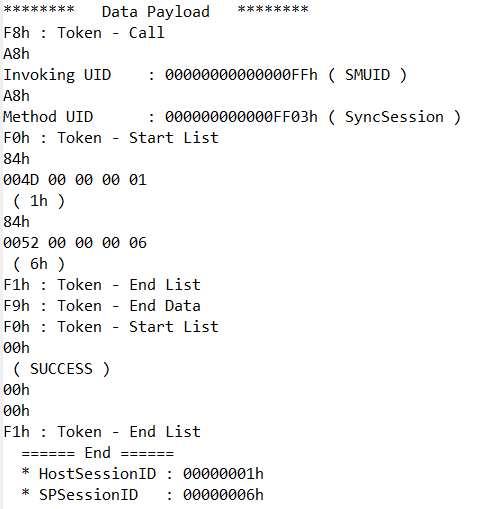 ********   Data Payload   ********
F8h : Token - Call
A8h
Invoking UID    : 00000000000000FFh ( SMUID )
A8h
Method UID      : 000000000000FF03h ( SyncSession )
F0h : Token - Start List
84h
004D 00 00 00 01
 ( 1h )
84h
0052 00 00 00 06
 ( 6h )
F1h : Token - End List
F9h : Token - End Data
F0h : Token - Start List
00h
 ( SUCCESS )
00h
00h
F1h : Token - End List
  ====== End ======
  * HostSessionID : 00000001h
  * SPSessionID   : 00000006h